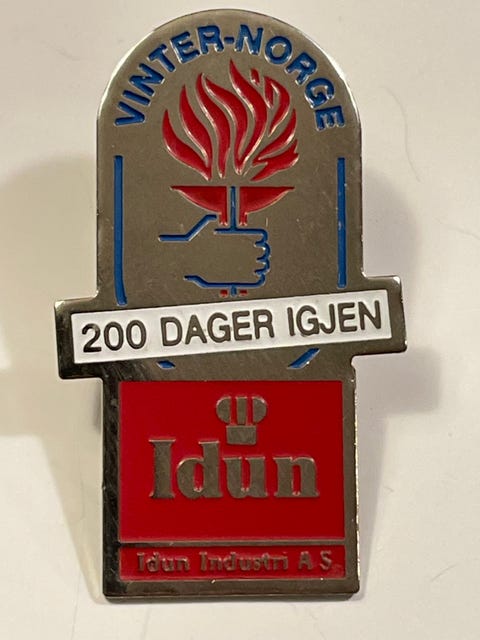 VINTER-NORGE
200 DAGER IGJEN
Idun
Idun Industri A S